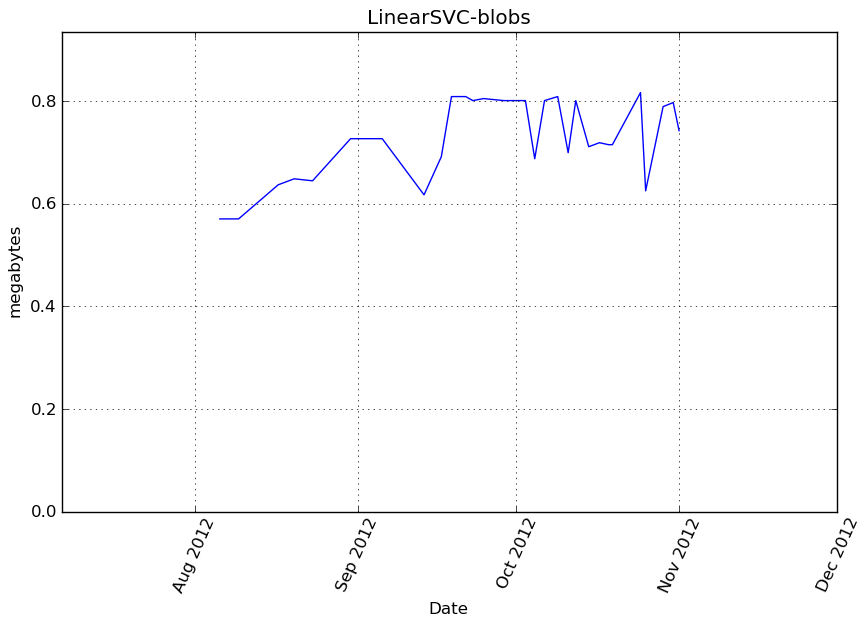 LinearSVC-blobs
0.8
0.6
0.4
0.2
0.0
megabytes
Aug 2012
Sep 2012
Oct 2012
Nov 2012
Dec 2012
Date